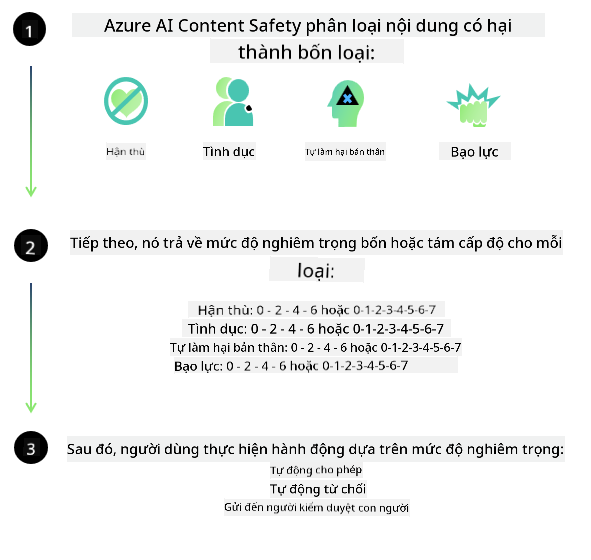 1
Azure AI Content Safety phân loại nội dung có hại
thành bốn loại:
Hận thù
Tình dục
Tự làm hại bản thân
Bạo lực
2
Tiếp theo, nó trả về mức độ nghiêm trọng bốn hoặc tám cấp độ cho mỗi
loại:
Hận thù: 0 - 2 - 4 - 6 hoặc 0-1-2-3-4-5-6-7
Tình dục: 0 - 2 - 4 - 6 hoặc 0-1-2-3-4-5-6-7
Tự làm hại bản thân: 0 - 2 - 4 - 6 hoặc 0-1-2-3-4-5-6-7
Bạo lực: 0 - 2 - 4 - 6 hoặc 0-1-2-3-4-5-6-7
3
Sau đó, người dùng thực hiện hành động dựa trên mức độ nghiêm trọng:
Tự động cho phép
Tự động từ chối
Gửi đến người kiểm duyệt con người